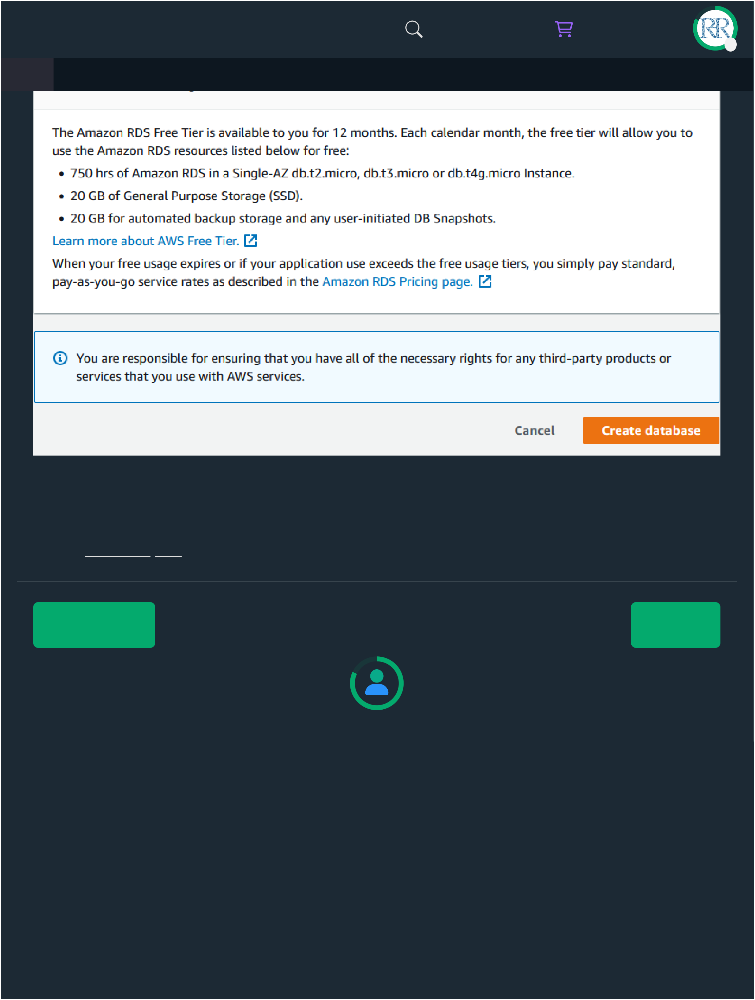 RR
The Amazon RDS Free Tier is available to you for 12 months. Each calendar month, the free tier will allow you to
use the Amazon RDS resources listed below for free:
• 750 hrs of Amazon RDS in a Single-AZ db.t2.micro, db.t3.micro or db.t4g.micro Instance.
• 20 GB of General Purpose Storage (SSD).
• 20 GB for automated backup storage and any user-initiated DB Snapshots.
Learn more about AWS Free Tier.
When your free usage expires or if your application use exceeds the free usage tiers, you simply pay standard,
pay-as-you-go service rates as described in the Amazon RDS Pricing page.
You are responsible for ensuring that you have all of the necessary rights for any third-party products or
services that you use with AWS services.
Cancel Create database